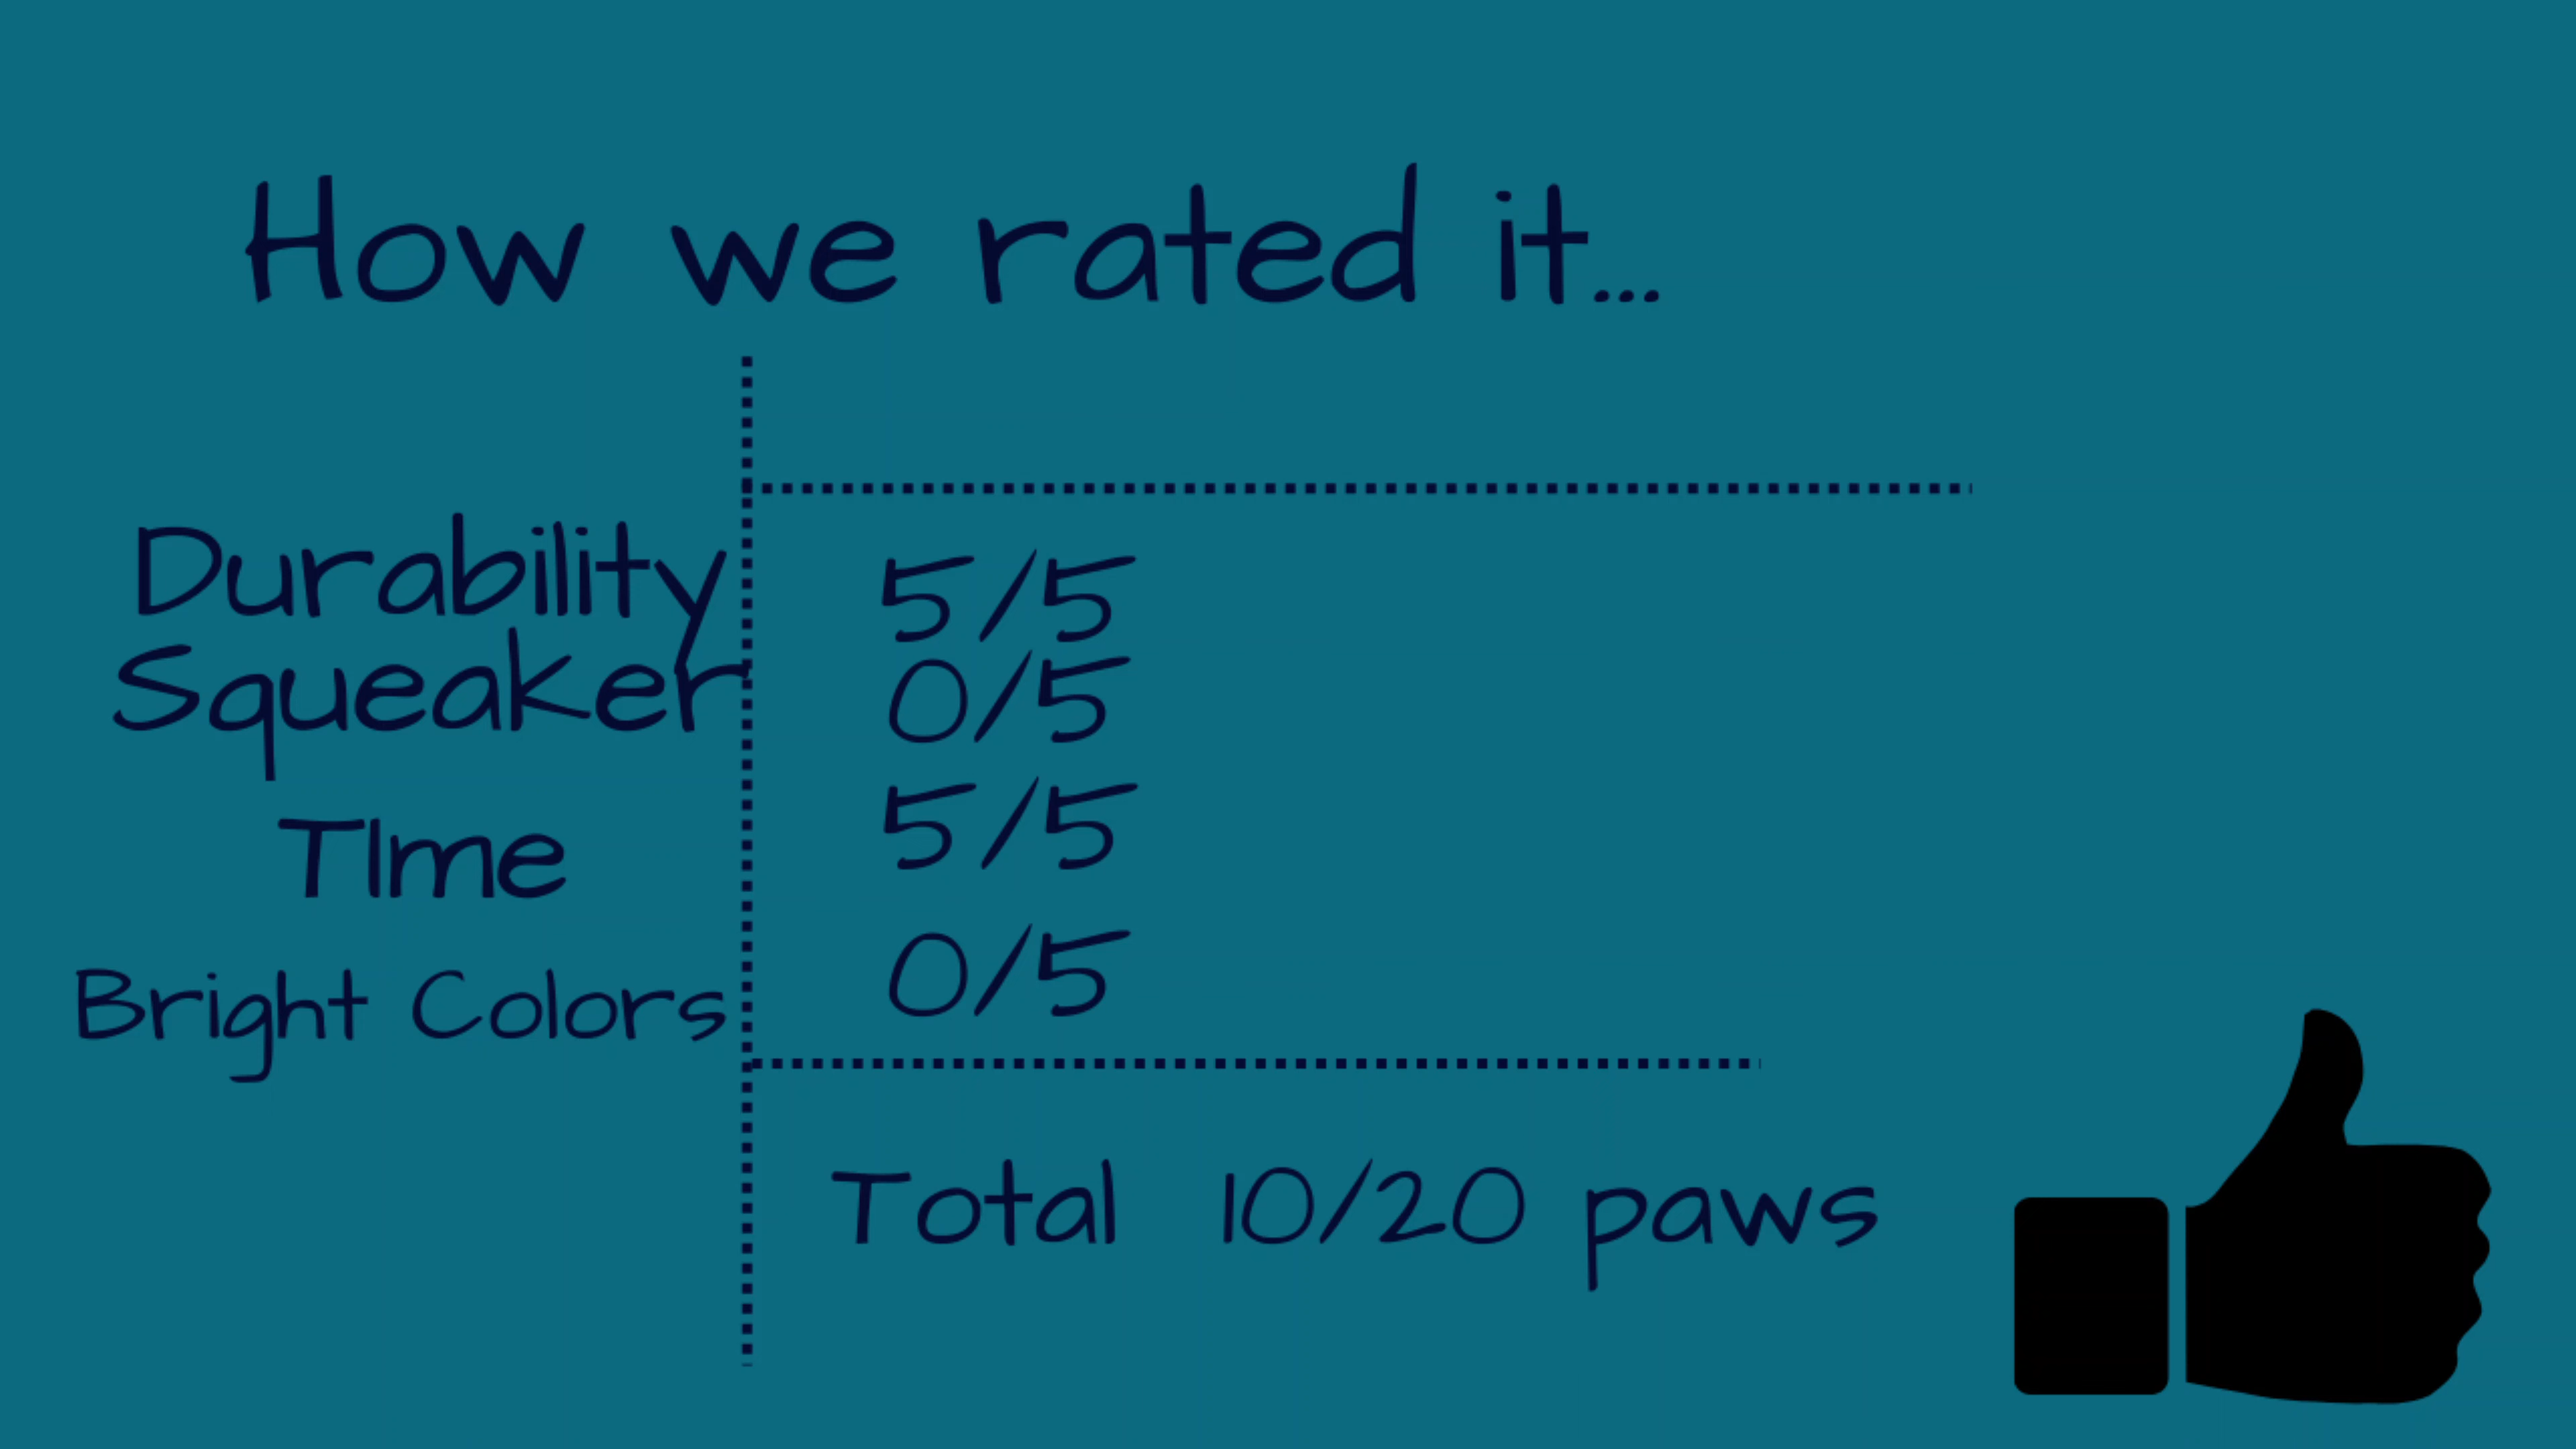 How we rated it...
Durability 5/5
Squeaker 0/5
TIme 5/5
Bright Colors 0/5
Total 10/20 paws